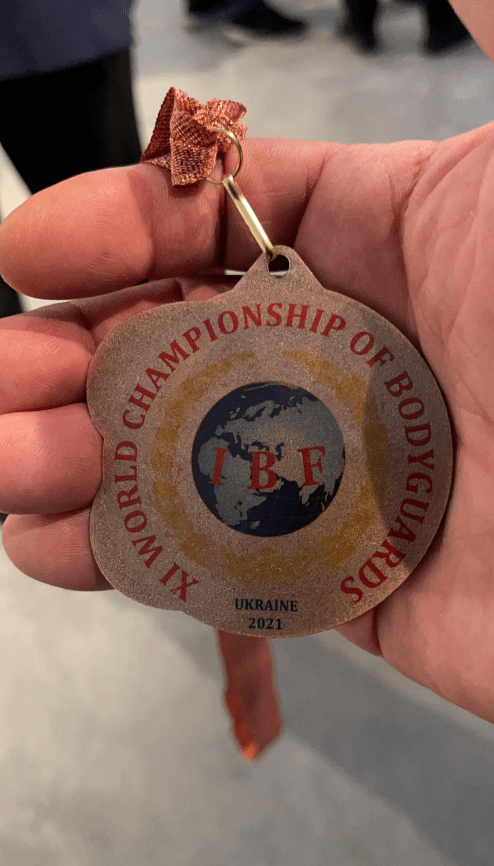 XI WORLD CHAMPIONSHIP OF BODYGUARDS
IBF
UKRAINE
2021